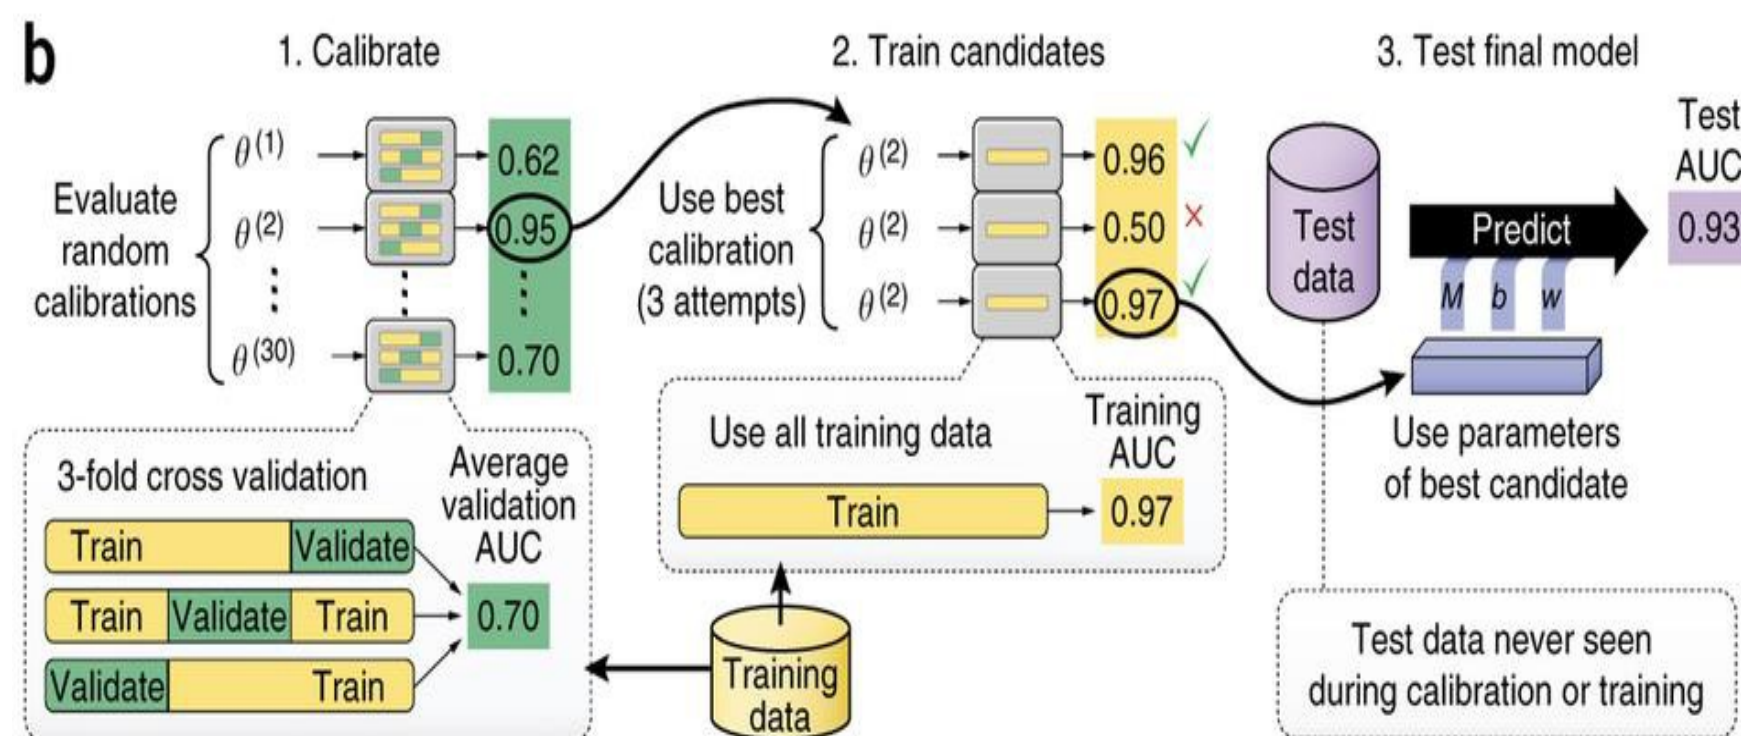 b
1. Calibrate
2. Train candidates
3. Test final model
Evaluate
random
calibrations
θ(1)
θ(2)
θ(30)
0.62
0.95
0.70
Use best
calibration
(3 attempts)
θ(2)
θ(2)
θ(2)
0.96
0.50
0.97
Test
data
Predict
M b w
Test
AUC
0.93
Use parameters
of best candidate
3-fold cross validation
Average
validation
AUC
Train Validate
Train Validate Train
Validate Train
0.70
Use all training data
Training
AUC
Train
0.97
Training
data
Test data never seen
during calibration or training